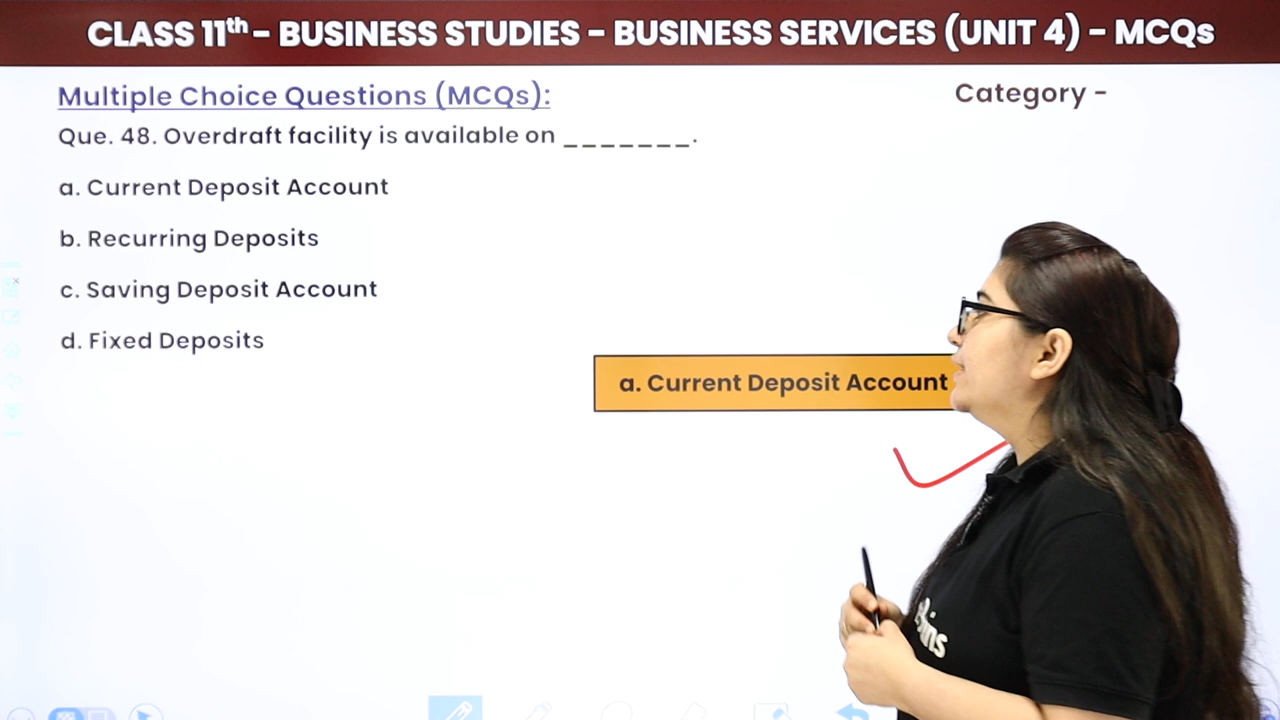 CLASS 11th - BUSINESS STUDIES - BUSINESS SERVICES (UNIT 4) - MCQs
Multiple Choice Questions (MCQs):
Category -
Que. 48. Overdraft facility is available on _______.
a. Current Deposit Account
b. Recurring Deposits
c. Saving Deposit Account
d. Fixed Deposits
a. Current Deposit Account